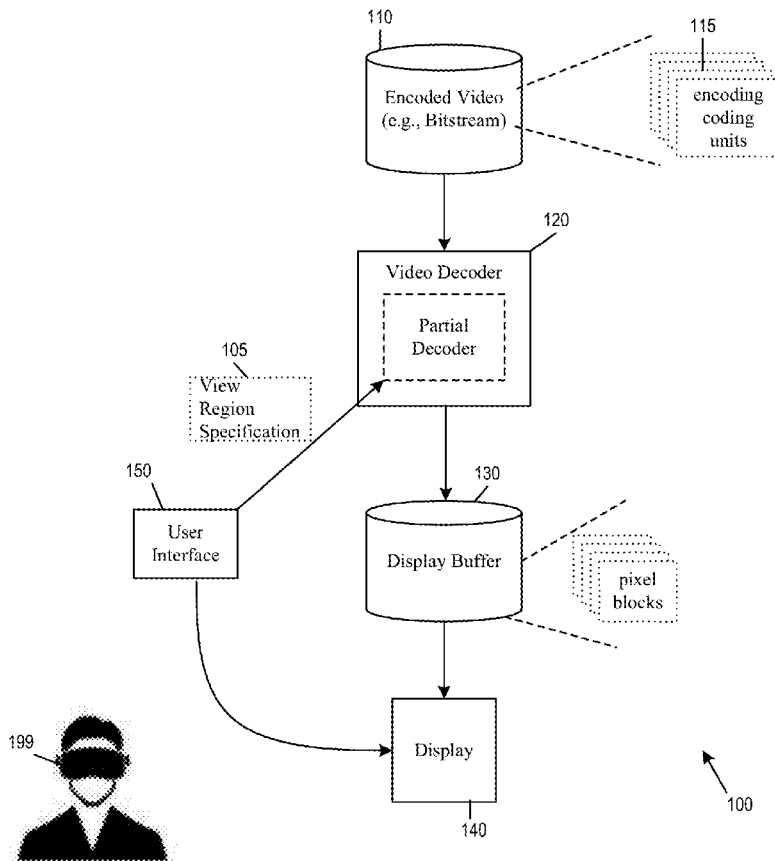 110
115
Encoded Video
(e.g., Bitstream)
encoding
coding
units
120
Video Decoder
Partial
Decoder
105
View
Region
Specification
150
User
Interface
130
Display Buffer
pixel
blocks
199
Display
140
100